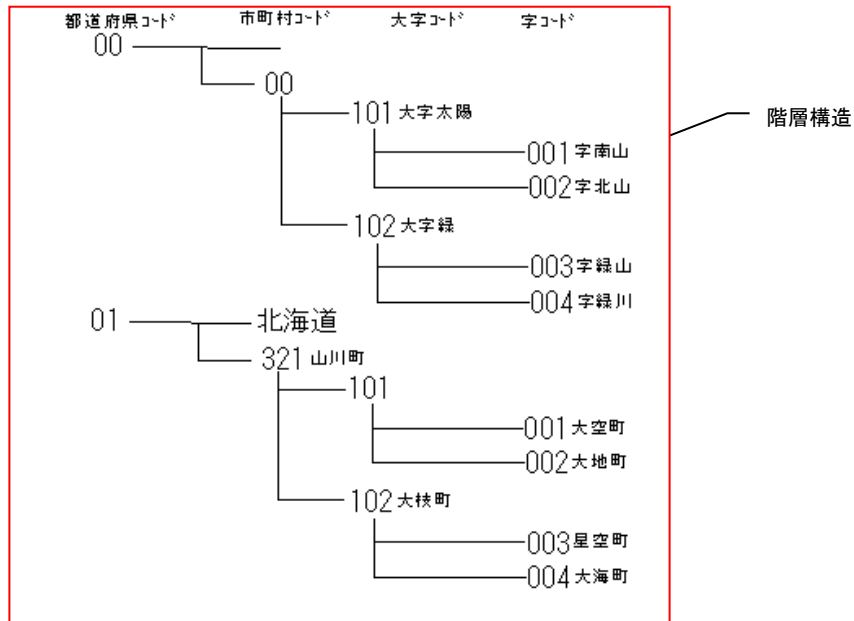 都道府県ｺｰﾄﾞ 市町村ｺｰﾄﾞ 大字ｺｰﾄﾞ 字ｺｰﾄﾞ
00
00
101 大字太陽
階層構造
001 字南山
002 字北山
102 大字緑
003 字緑山
004 字緑川
01 北海道
321 山川町
101
001 大空町
002 大地町
102 大枝町
003 星空町
004 大海町